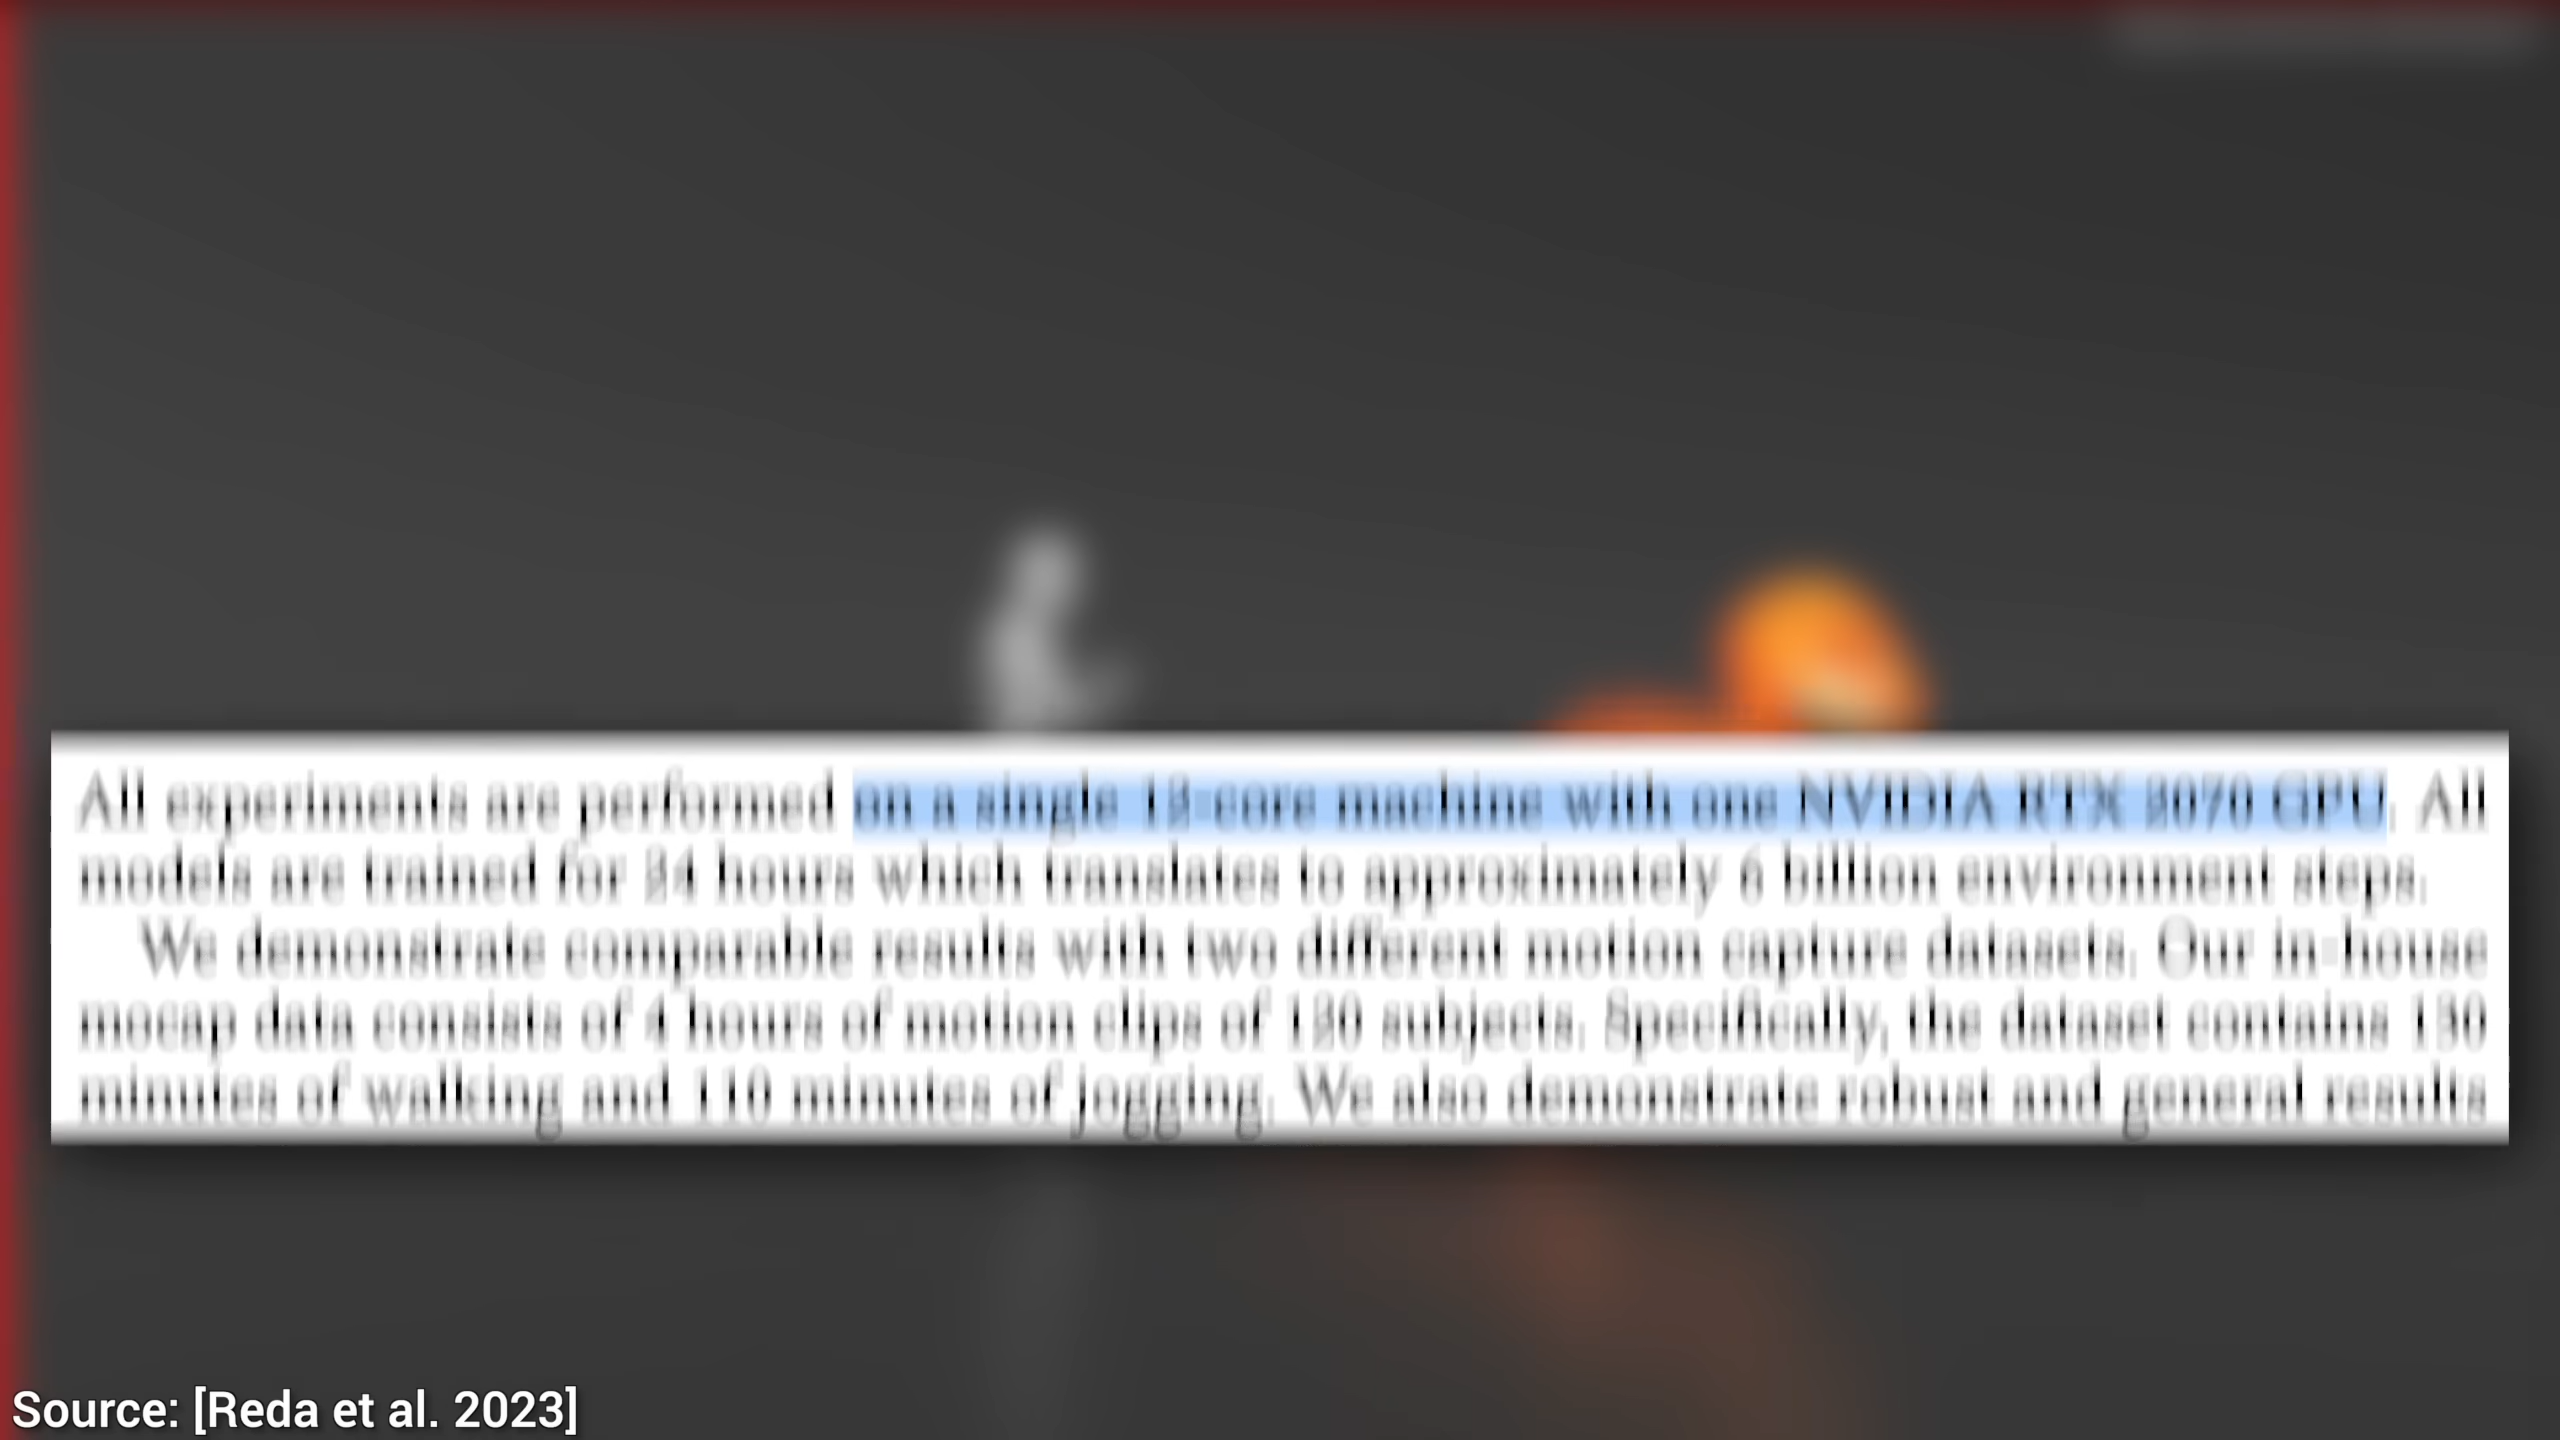 All experiments are performed on a single 12-core machine with one NVIDIA RTX 2070 GPU. All
models are trained for 24 hours which translates to approximately 6 billion environment steps.
We demonstrate comparable results with two different motion capture datasets. Our in-house
mocap data consists of 4 hours of motion clips of 120 subjects. Specifically, the dataset contains 130
minutes of walking and 110 minutes of jogging. We also demonstrate robust and general results
Source: [Reda et al. 2023]